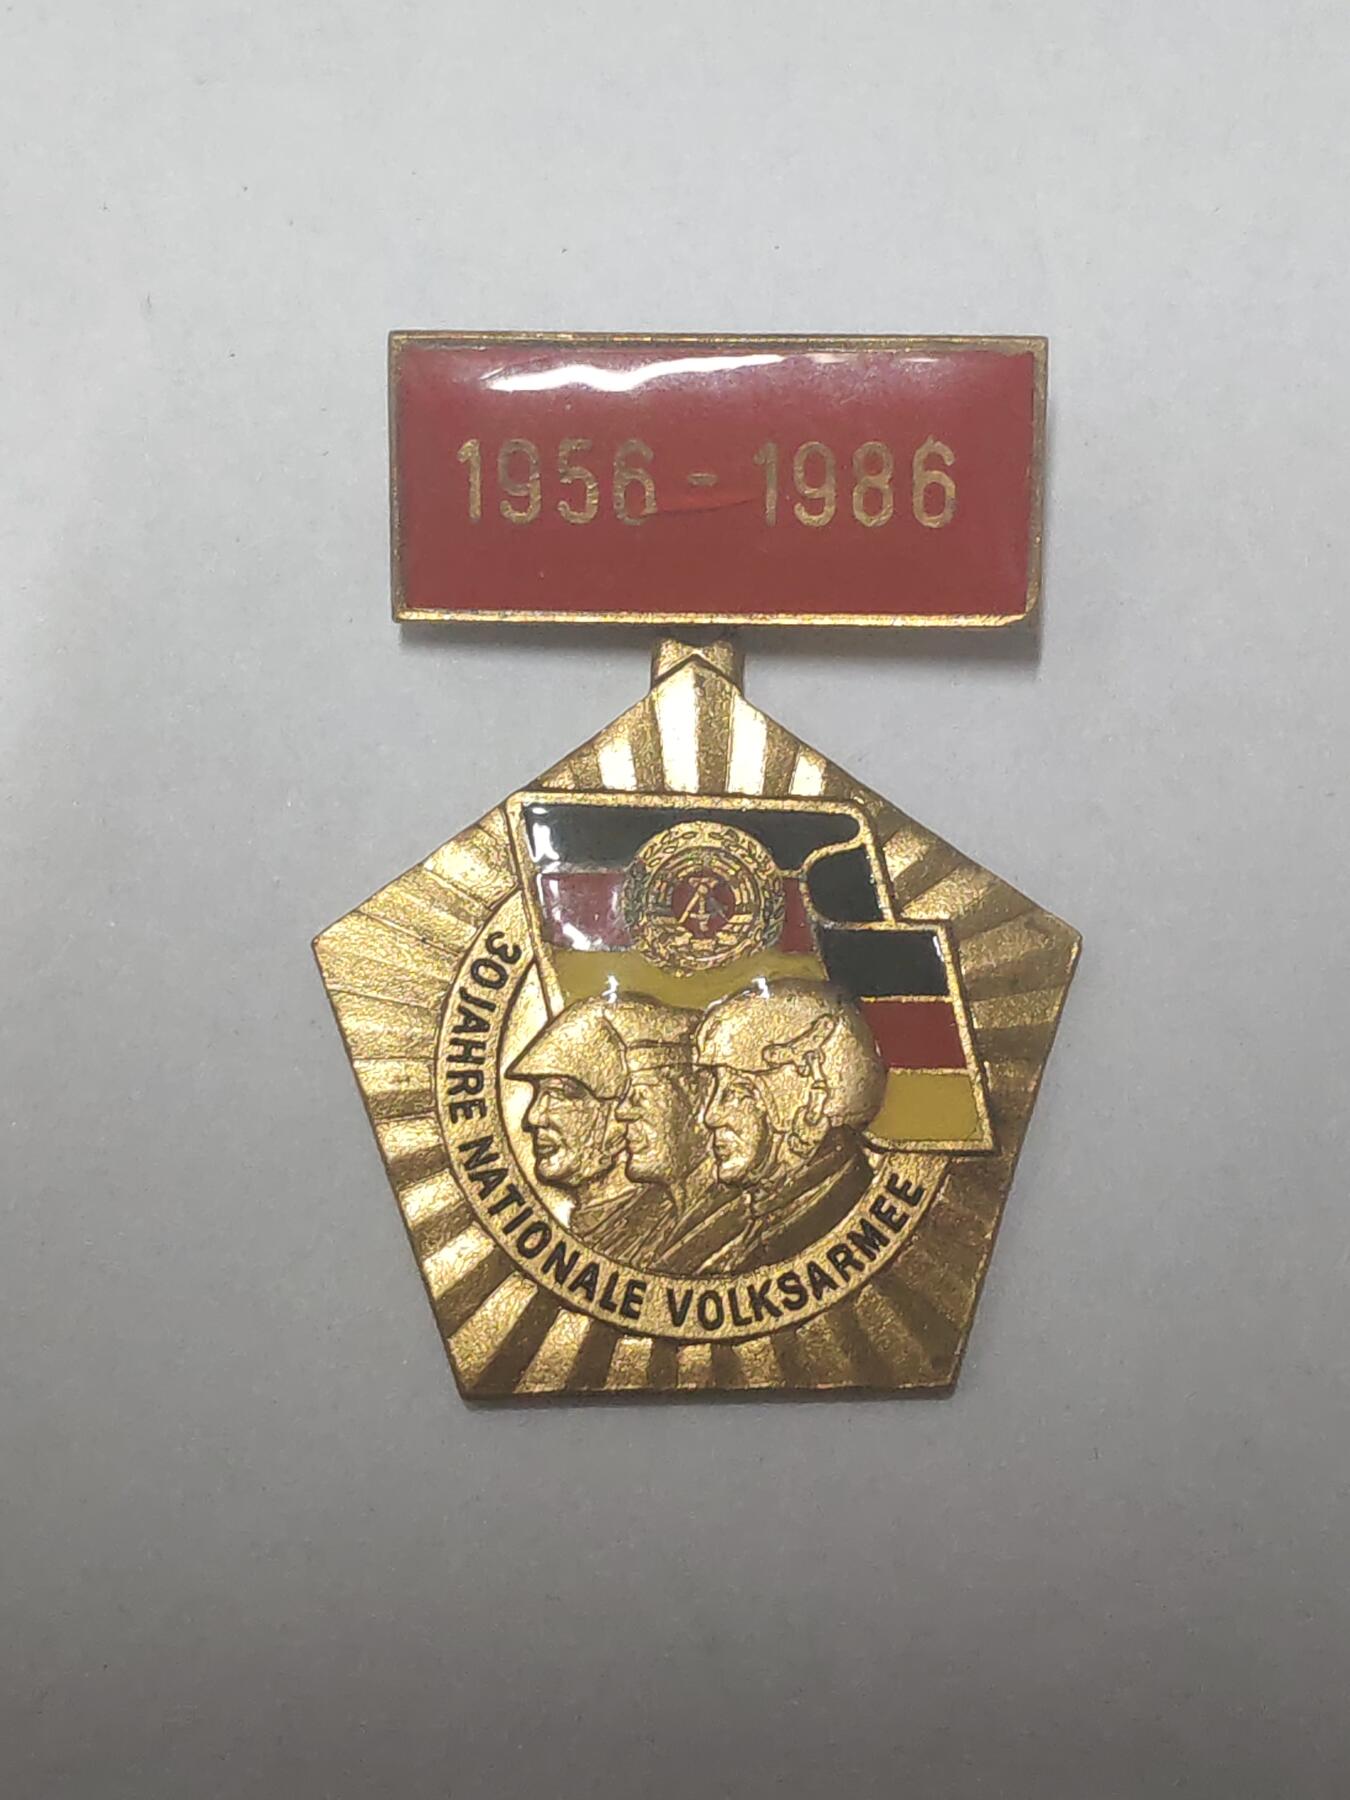 1956 - 1986
30 JAHRE NATIONALE VOLKSARMEE